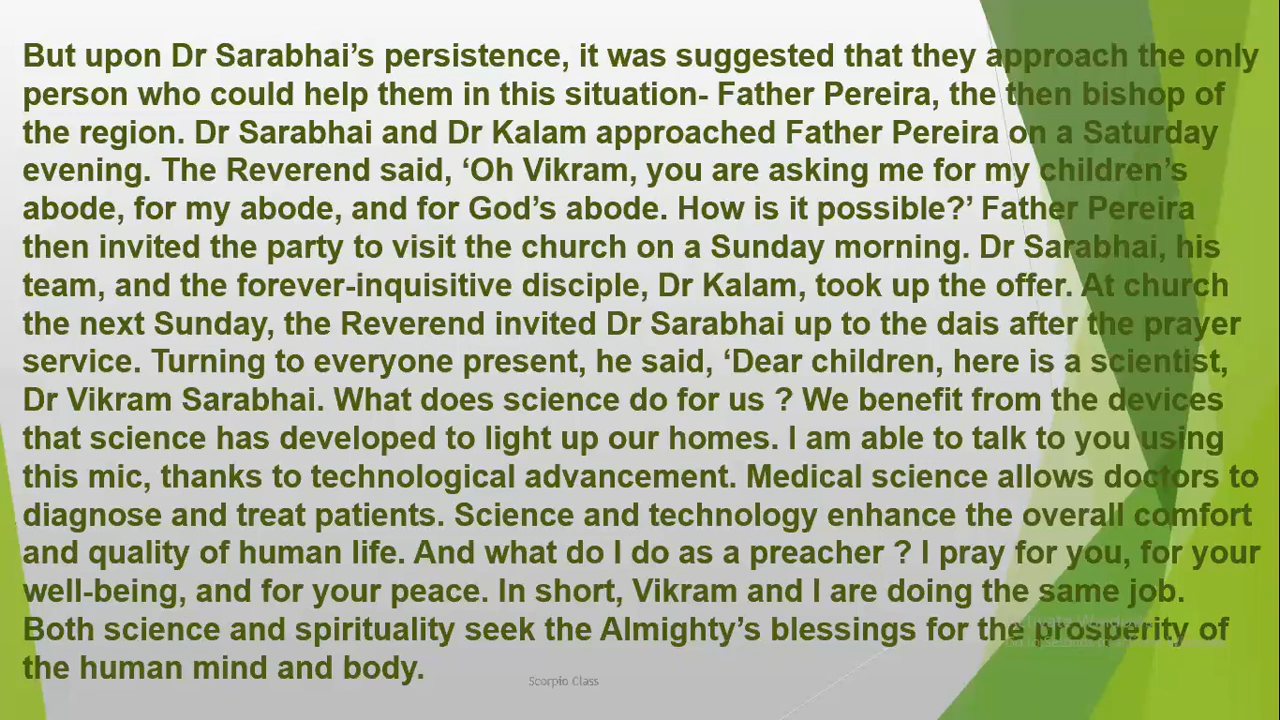 But upon Dr Sarabhai’s persistence, it was suggested that they approach the only
person who could help them in this situation- Father Pereira, the then bishop of
the region. Dr Sarabhai and Dr Kalam approached Father Pereira on a Saturday
evening. The Reverend said, ‘Oh Vikram, you are asking me for my children’s
abode, for my abode, and for God’s abode. How is it possible?’ Father Pereira
then invited the party to visit the church on a Sunday morning. Dr Sarabhai, his
team, and the forever-inquisitive disciple, Dr Kalam, took up the offer. At church
the next Sunday, the Reverend invited Dr Sarabhai up to the dais after the prayer
service. Turning to everyone present, he said, ‘Dear children, here is a scientist,
Dr Vikram Sarabhai. What does science do for us ? We benefit from the devices
that science has developed to light up our homes. I am able to talk to you using
this mic, thanks to technological advancement. Medical science allows doctors to
diagnose and treat patients. Science and technology enhance the overall comfort
and quality of human life. And what do I do as a preacher ? I pray for you, for your
well-being, and for your peace. In short, Vikram and I are doing the same job.
Both science and spirituality seek the Almighty’s blessings for the prosperity of
the human mind and body.
Scorpio Class